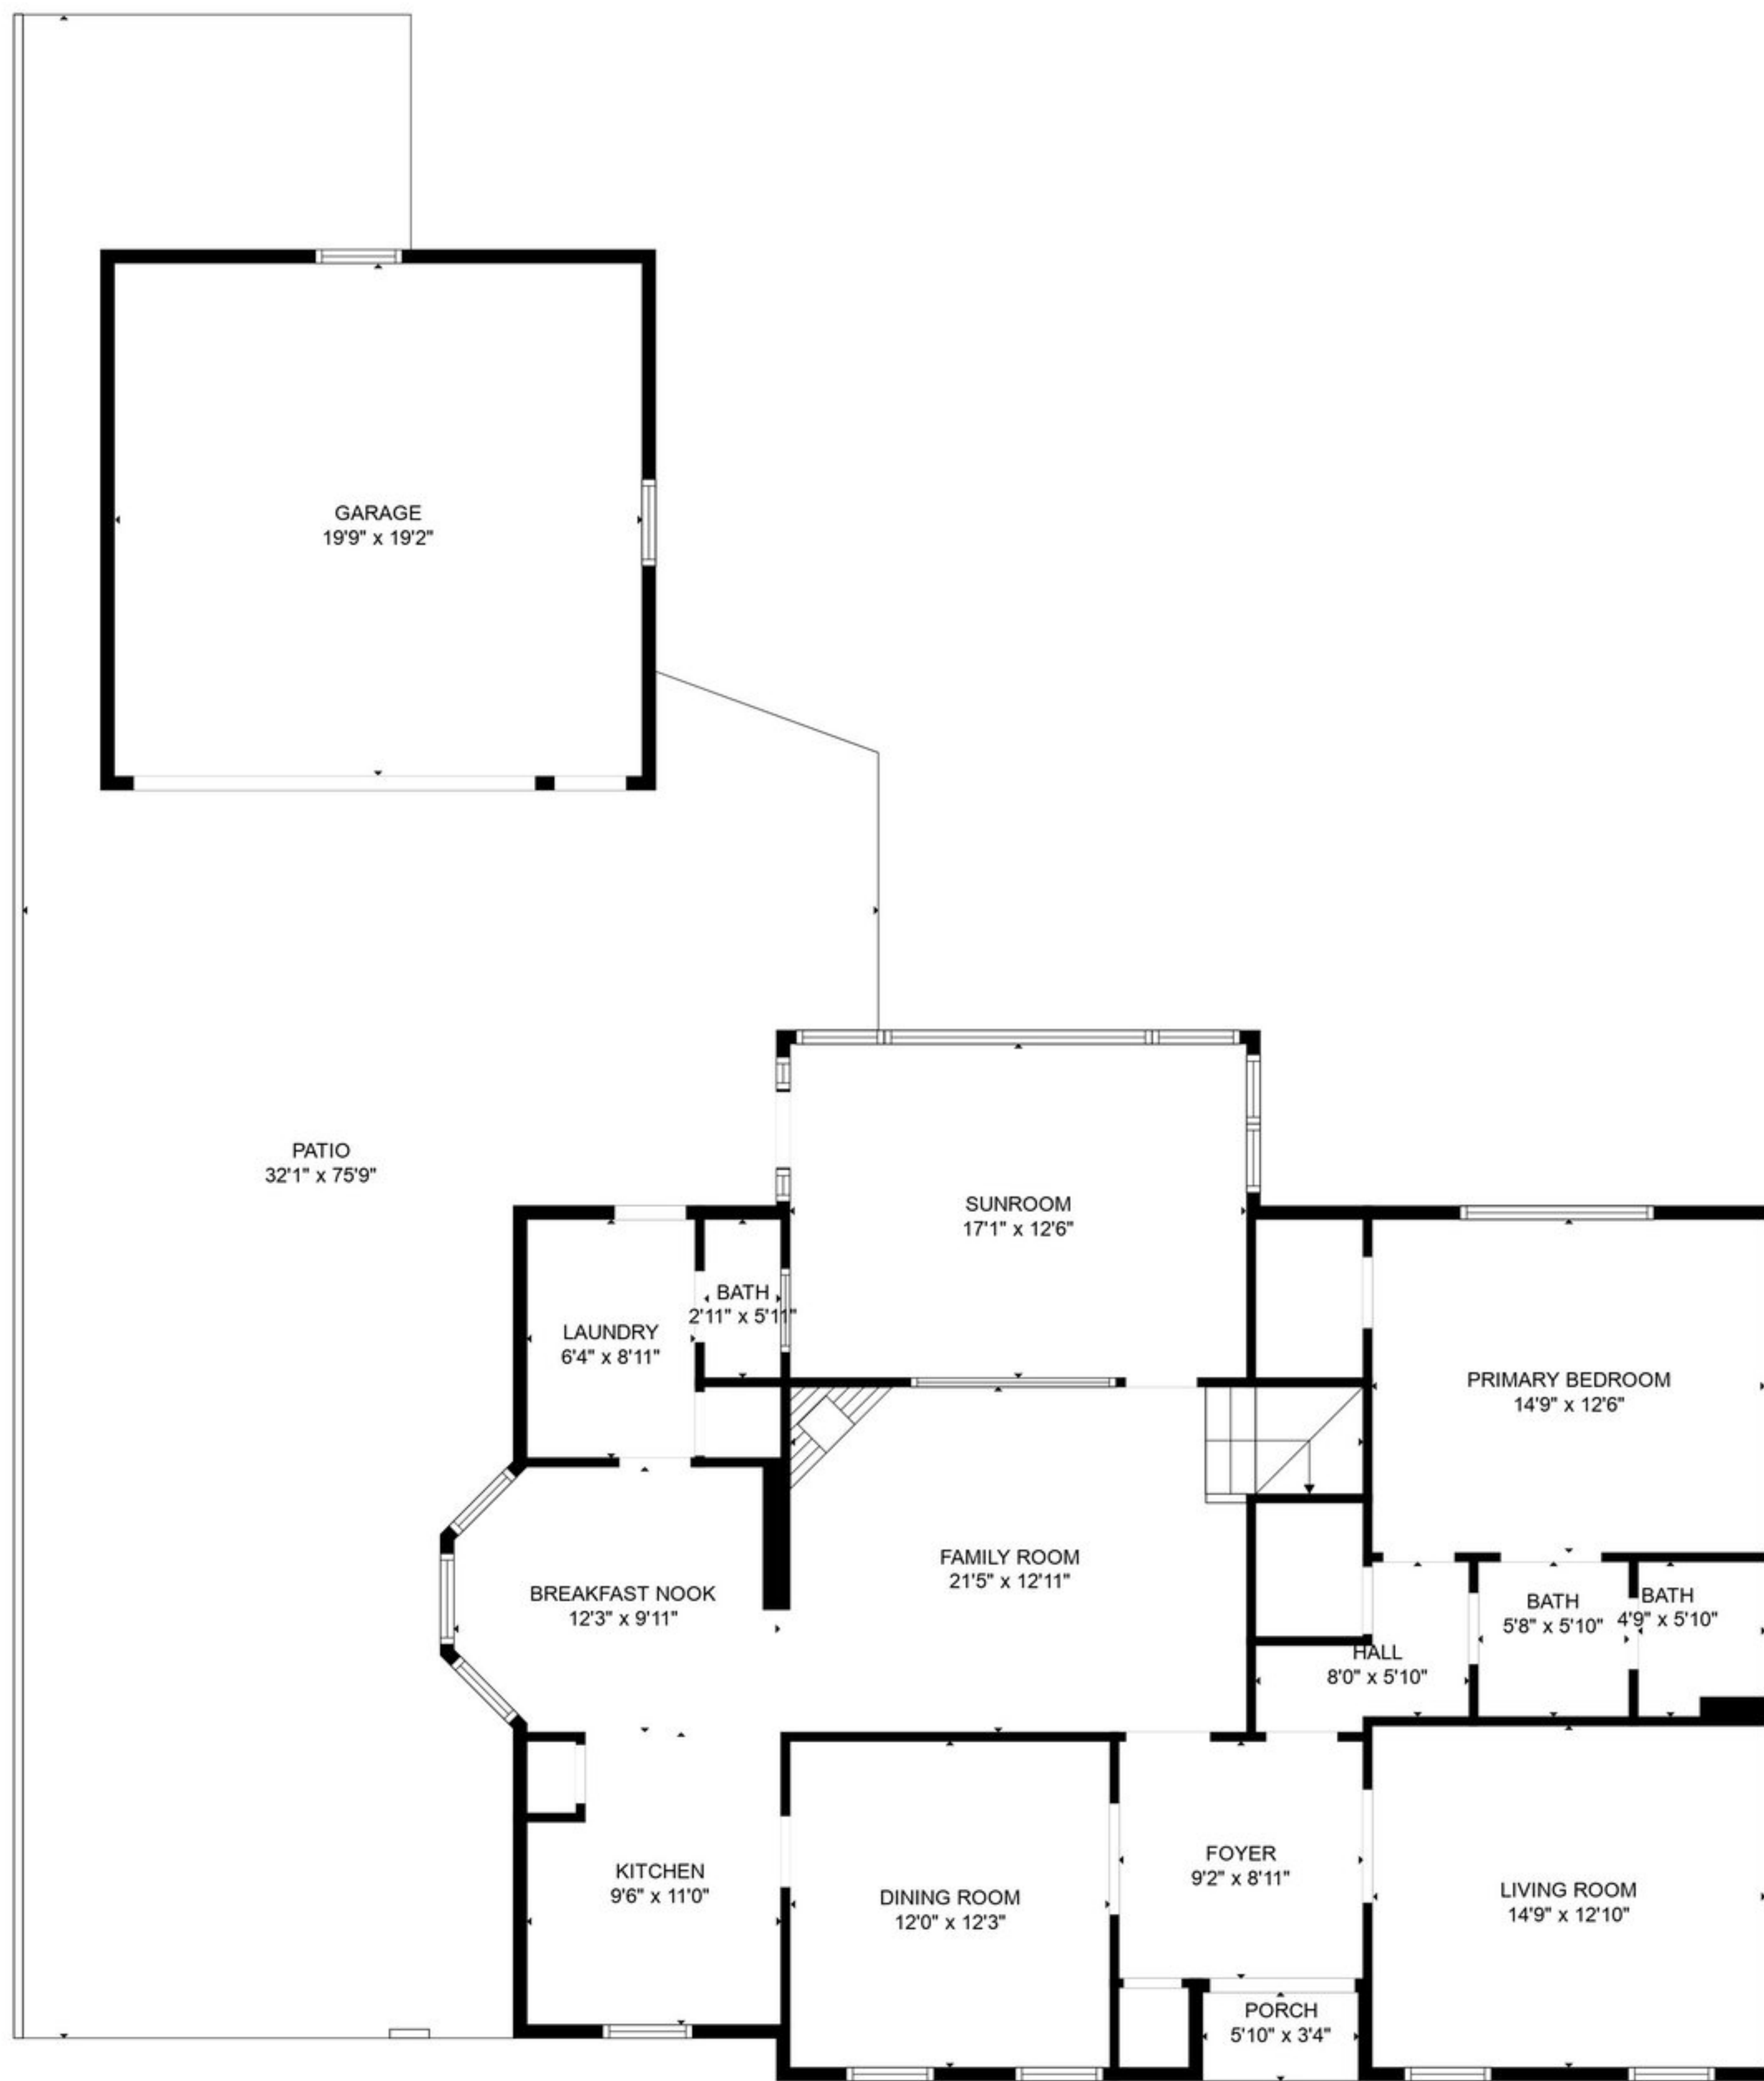 GARAGE
19'9" x 19'2"
PATIO
32'1" x 75'9"
SUNROOM
17'1" x 12'6"
BATH
2'11" x 5'11"
LAUNDRY
6'4" x 8'11"
PRIMARY BEDROOM
14'9" x 12'6"
FAMILY ROOM
21'5" x 12'11"
BREAKFAST NOOK
12'3" x 9'11"
BATH
5'8" x 5'10"
BATH
4'9" x 5'10"
HALL
8'0" x 5'10"
KITCHEN
9'6" x 11'0"
DINING ROOM
12'0" x 12'3"
FOYER
9'2" x 8'11"
LIVING ROOM
14'9" x 12'10"
PORCH
5'10" x 3'4"